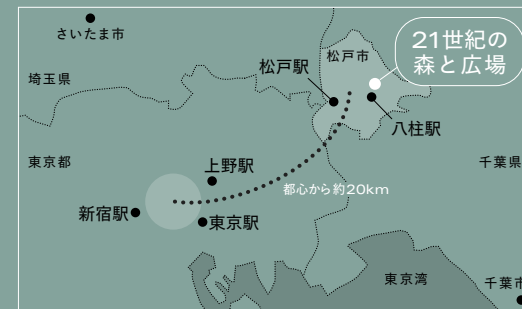 さいたま市
埼玉県
松戸駅
松戸市
21世紀の
森と広場
八柱駅
東京都
上野駅
千葉県
都心から約20km
新宿駅
東京駅
東京湾
千葉市